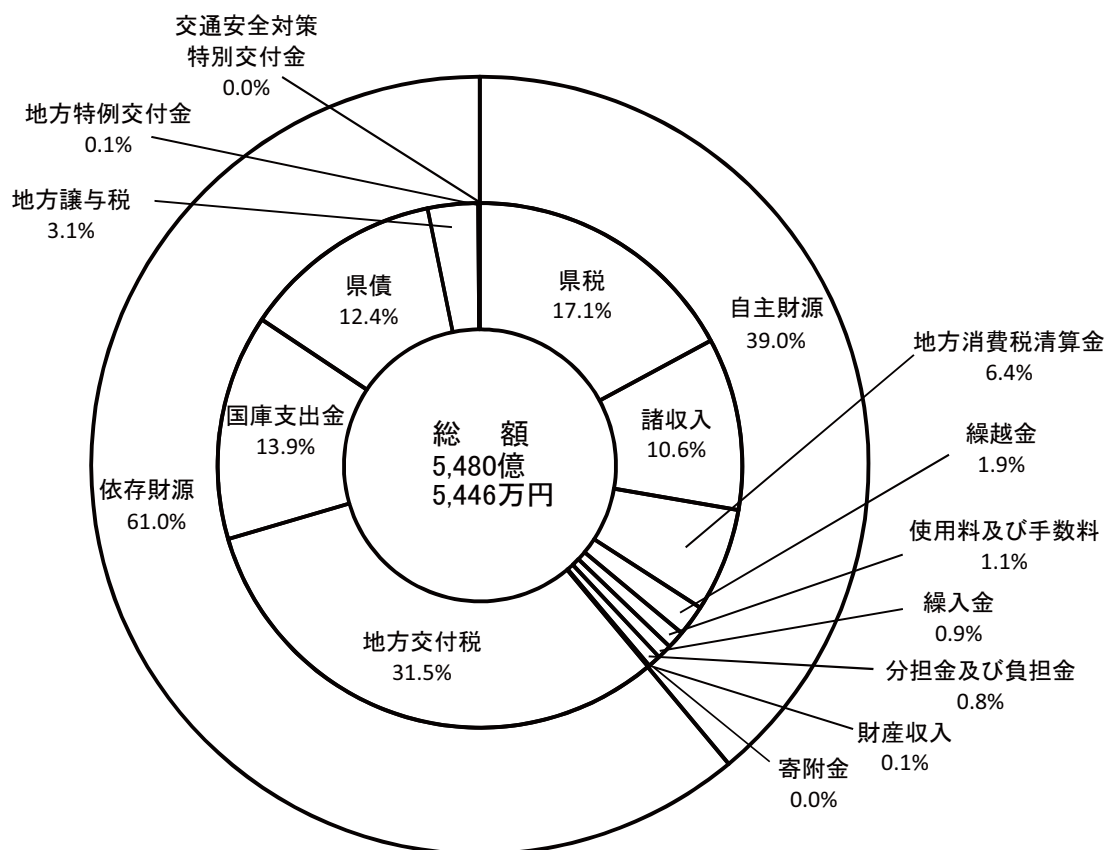 交通安全対策
特別交付金
0.0%
地方特例交付金
0.1%
地方譲与税
3.1%
県債
12.4%
県税
17.1%
自主財源
39.0%
地方消費税清算金
6.4%
諸収入
10.6%
国庫支出金
13.9%
総　額
5,480億
5,446万円
繰越金
1.9%
依存財源
61.0%
使用料及び手数料
1.1%
繰入金
0.9%
地方交付税
31.5%
分担金及び負担金
0.8%
財産収入
0.1%
寄附金
0.0%